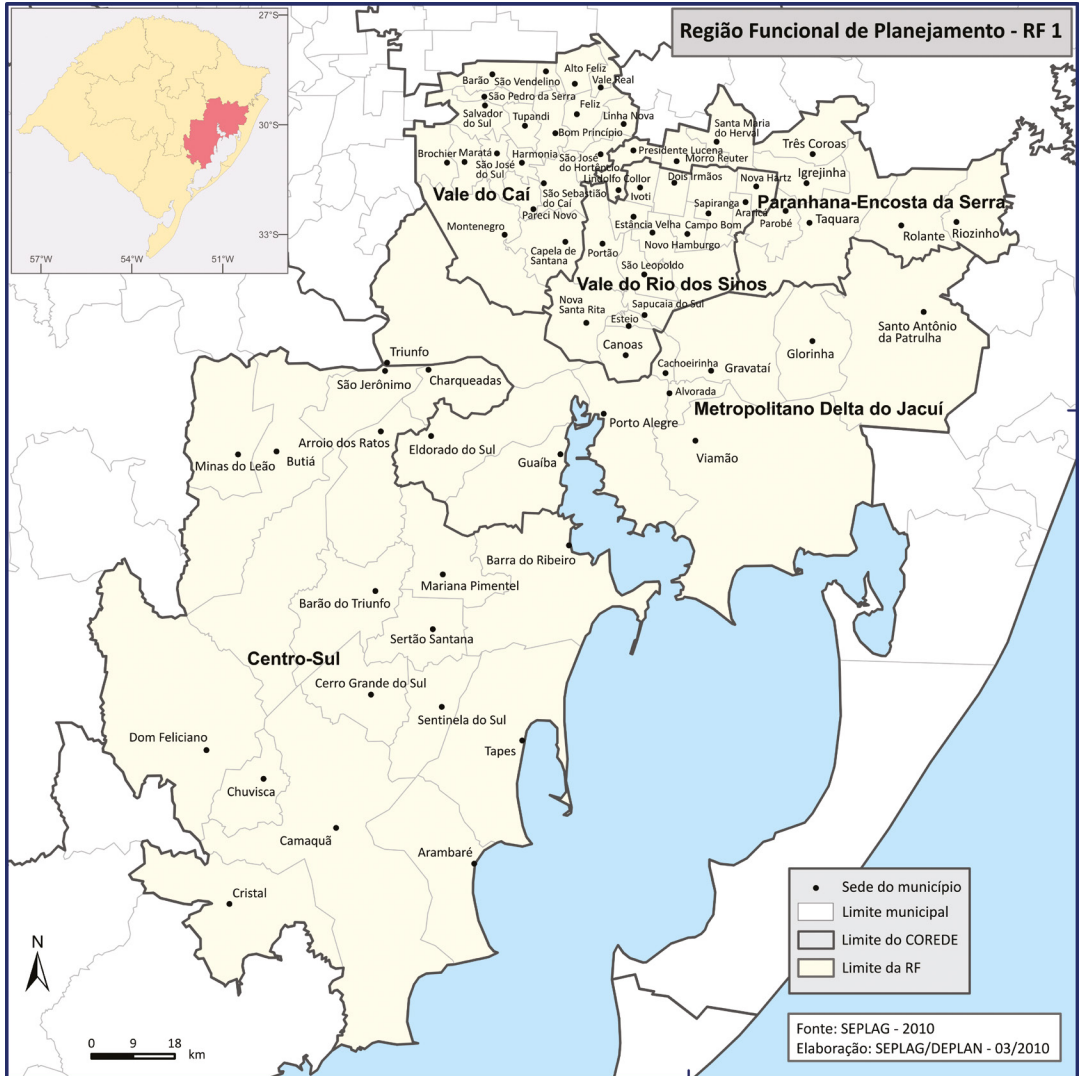 Região Funcional de Planejamento - RF 1
27°S
30°S
33°S
57°W
54°W
51°W
Barão
São Vendelino
Alto Feliz
Vale Real
São Pedro da Serra
Feliz
Salvador
do Sul
Tupandi
Linha Nova
Bom Princípio
Santa Maria
do Herval
Três Coroas
Brochier
Maratá
Harmonia
São José
do Hortêncio
Presidente Lucena
Morro Reuter
São José
do Sul
Igrejinha
Lindolfo Collor
Dois Irmãos
Nova Hartz
Vale do Caí
São Sebastião
do Caí
Ivoti
Sapiranga
Paranhana-Encosta da Serra
Pareci Novo
Araricá
Parobé
Taquara
Estância Velha
Campo Bom
Rolante
Riozinho
Montenegro
Novo Hamburgo
Capela de
Santana
Portão
São Leopoldo
Vale do Rio dos Sinos
Nova
Santa Rita
Sapucaia do Sul
Esteio
Santo Antônio
da Patrulha
Canoas
Glorinha
Triunfo
Cachoeirinha
Gravataí
São Jerônimo
Charqueadas
Alvorada
Metropolitano Delta do Jacuí
Porto Alegre
Arroio dos Ratos
Eldorado do Sul
Viamão
Minas do Leão
Butiá
Guaíba
Barra do Ribeiro
Mariana Pimentel
Barão do Triunfo
Sertão Santana
Centro-Sul
Cerro Grande do Sul
Sentinela do Sul
Dom Feliciano
Tapes
Chuvisca
Camaquã
Arambaré
Cristal
Sede do município
Limite municipal
Limite do COREDE
Limite da RF
N
0 9 18 km
Fonte: SEPLAG - 2010
Elaboração: SEPLAG/DEPLAN - 03/2010